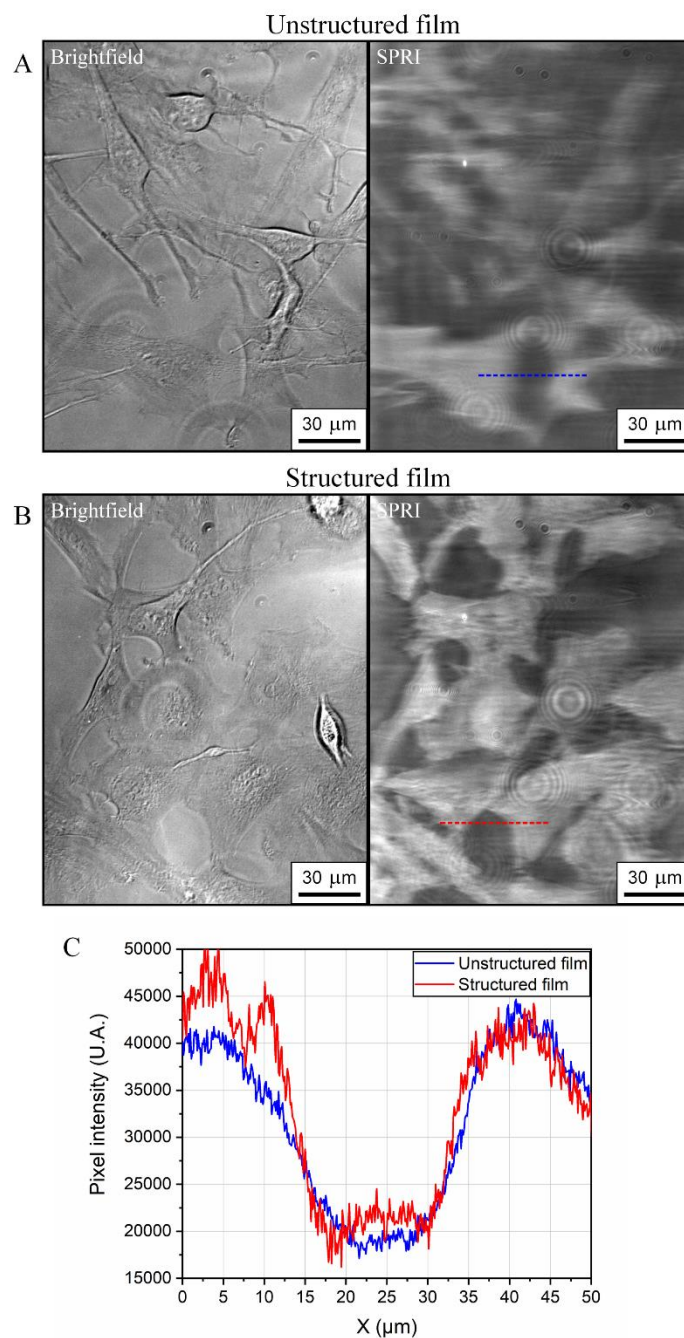 Unstructured film
A
Brightfield
SPRI
30 µm
30 µm
Structured film
B
Brightfield
SPRI
30 µm
30 µm
C
50000
45000
40000
35000
30000
25000
20000
15000
Pixel intensity (U.A.)
Unstructured film
Structured film
0 5 10 15 20 25 30 35 40 45 50
X (µm)